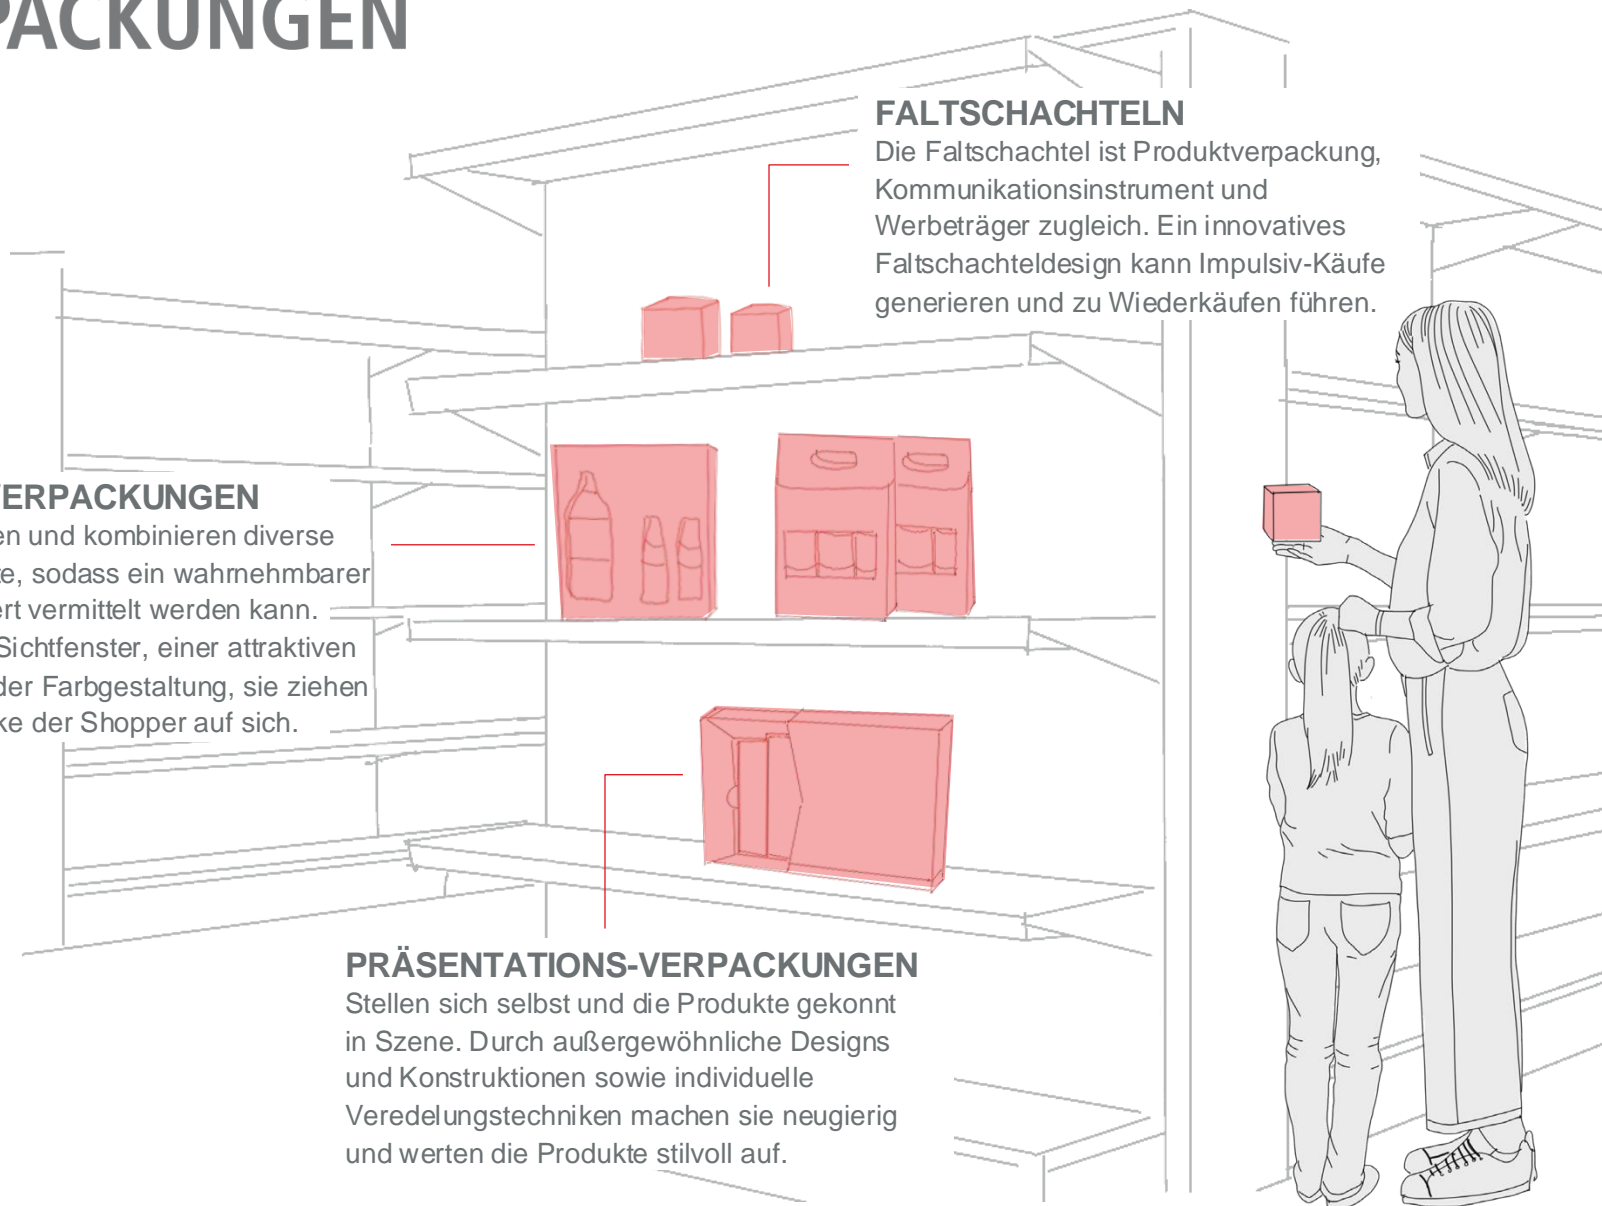 PACKUNGEN
FALTSCHACHTELN
Die Faltschachtel ist Produktverpackung,
Kommunikationsinstrument und
Werbeträger zugleich. Ein innovatives
Faltschachteldesign kann Impulsiv-Käufe
generieren und zu Wiederkäufen führen.
VERPACKUNGEN
en und kombinieren diverse
te, sodass ein wahrnehmbarer
ert vermittelt werden kann.
Sichtfenster, einer attraktiven
der Farbgestaltung, sie ziehen
ke der Shopper auf sich.
PRÄSENTATIONS-VERPACKUNGEN
Stellen sich selbst und die Produkte gekonnt
in Szene. Durch außergewöhnliche Designs
und Konstruktionen sowie individuelle
Veredelungstechniken machen sie neugierig
und werten die Produkte stilvoll auf.